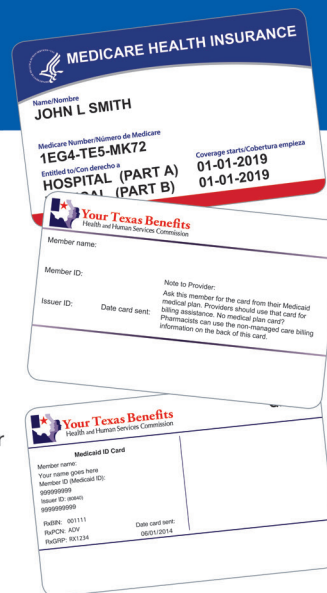 MEDICARE HEALTH INSURANCE
Name/Nombre
JOHN L SMITH
Medicare Number/Número de Medicare
1EG4-TE5-MK72
Entitled to/Con derecho a
HOSPITAL (PART A)
(PART B)
Coverage starts/Cobertura empieza
01-01-2019
01-01-2019
Your Texas Benefits
Health and Human Services Commission
Member name:
Member ID:
Issuer ID:
Date card sent:
Note to Provider:
Ask this member for the card from their Medicaid
medical plan. Providers should use that card for
billing assistance. No medical plan card?
Pharmacists can use the non-managed care billing
information on the back of this card.
Your Texas Benefits
Health and Human Services Commission
Medicaid ID Card
Member name:
Your name goes here
Member ID (Medicaid ID):
999999999
Issuer ID: (80840)
9999999999
RxBIN: 001111
RxPCN: ADV
RxGRP: RX1234
Date card sent:
06/01/2014